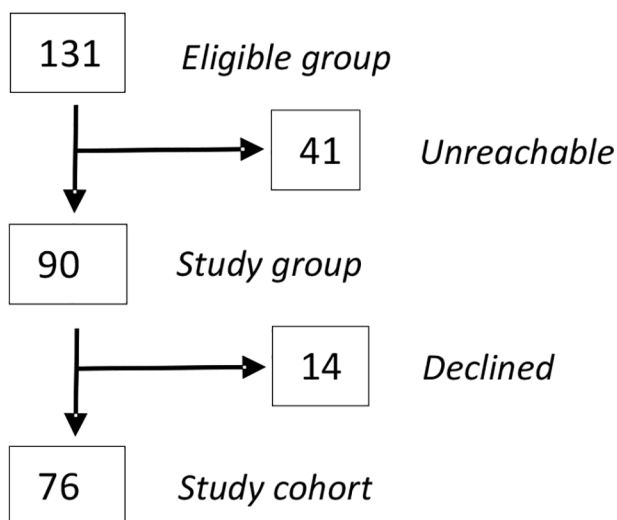 131 Eligible group
41 Unreachable
90 Study group
14 Declined
76 Study cohort